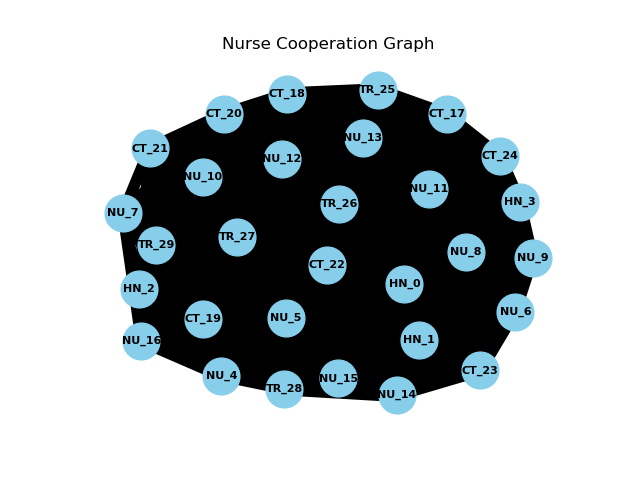 Nurse Cooperation Graph
TR_25
CT_18
CT_20
CT_17
NU_13
CT_21
CT_24
NU_12
NU_10
NU_11
HN_3
TR_26
NU_7
TR_27
TR_29
NU_8
NU_9
CT_22
HN_0
HN_2
NU_6
NU_5
CT_19
HN_1
NU_16
CT_23
NU_4
NU_15
TR_28
NU_14